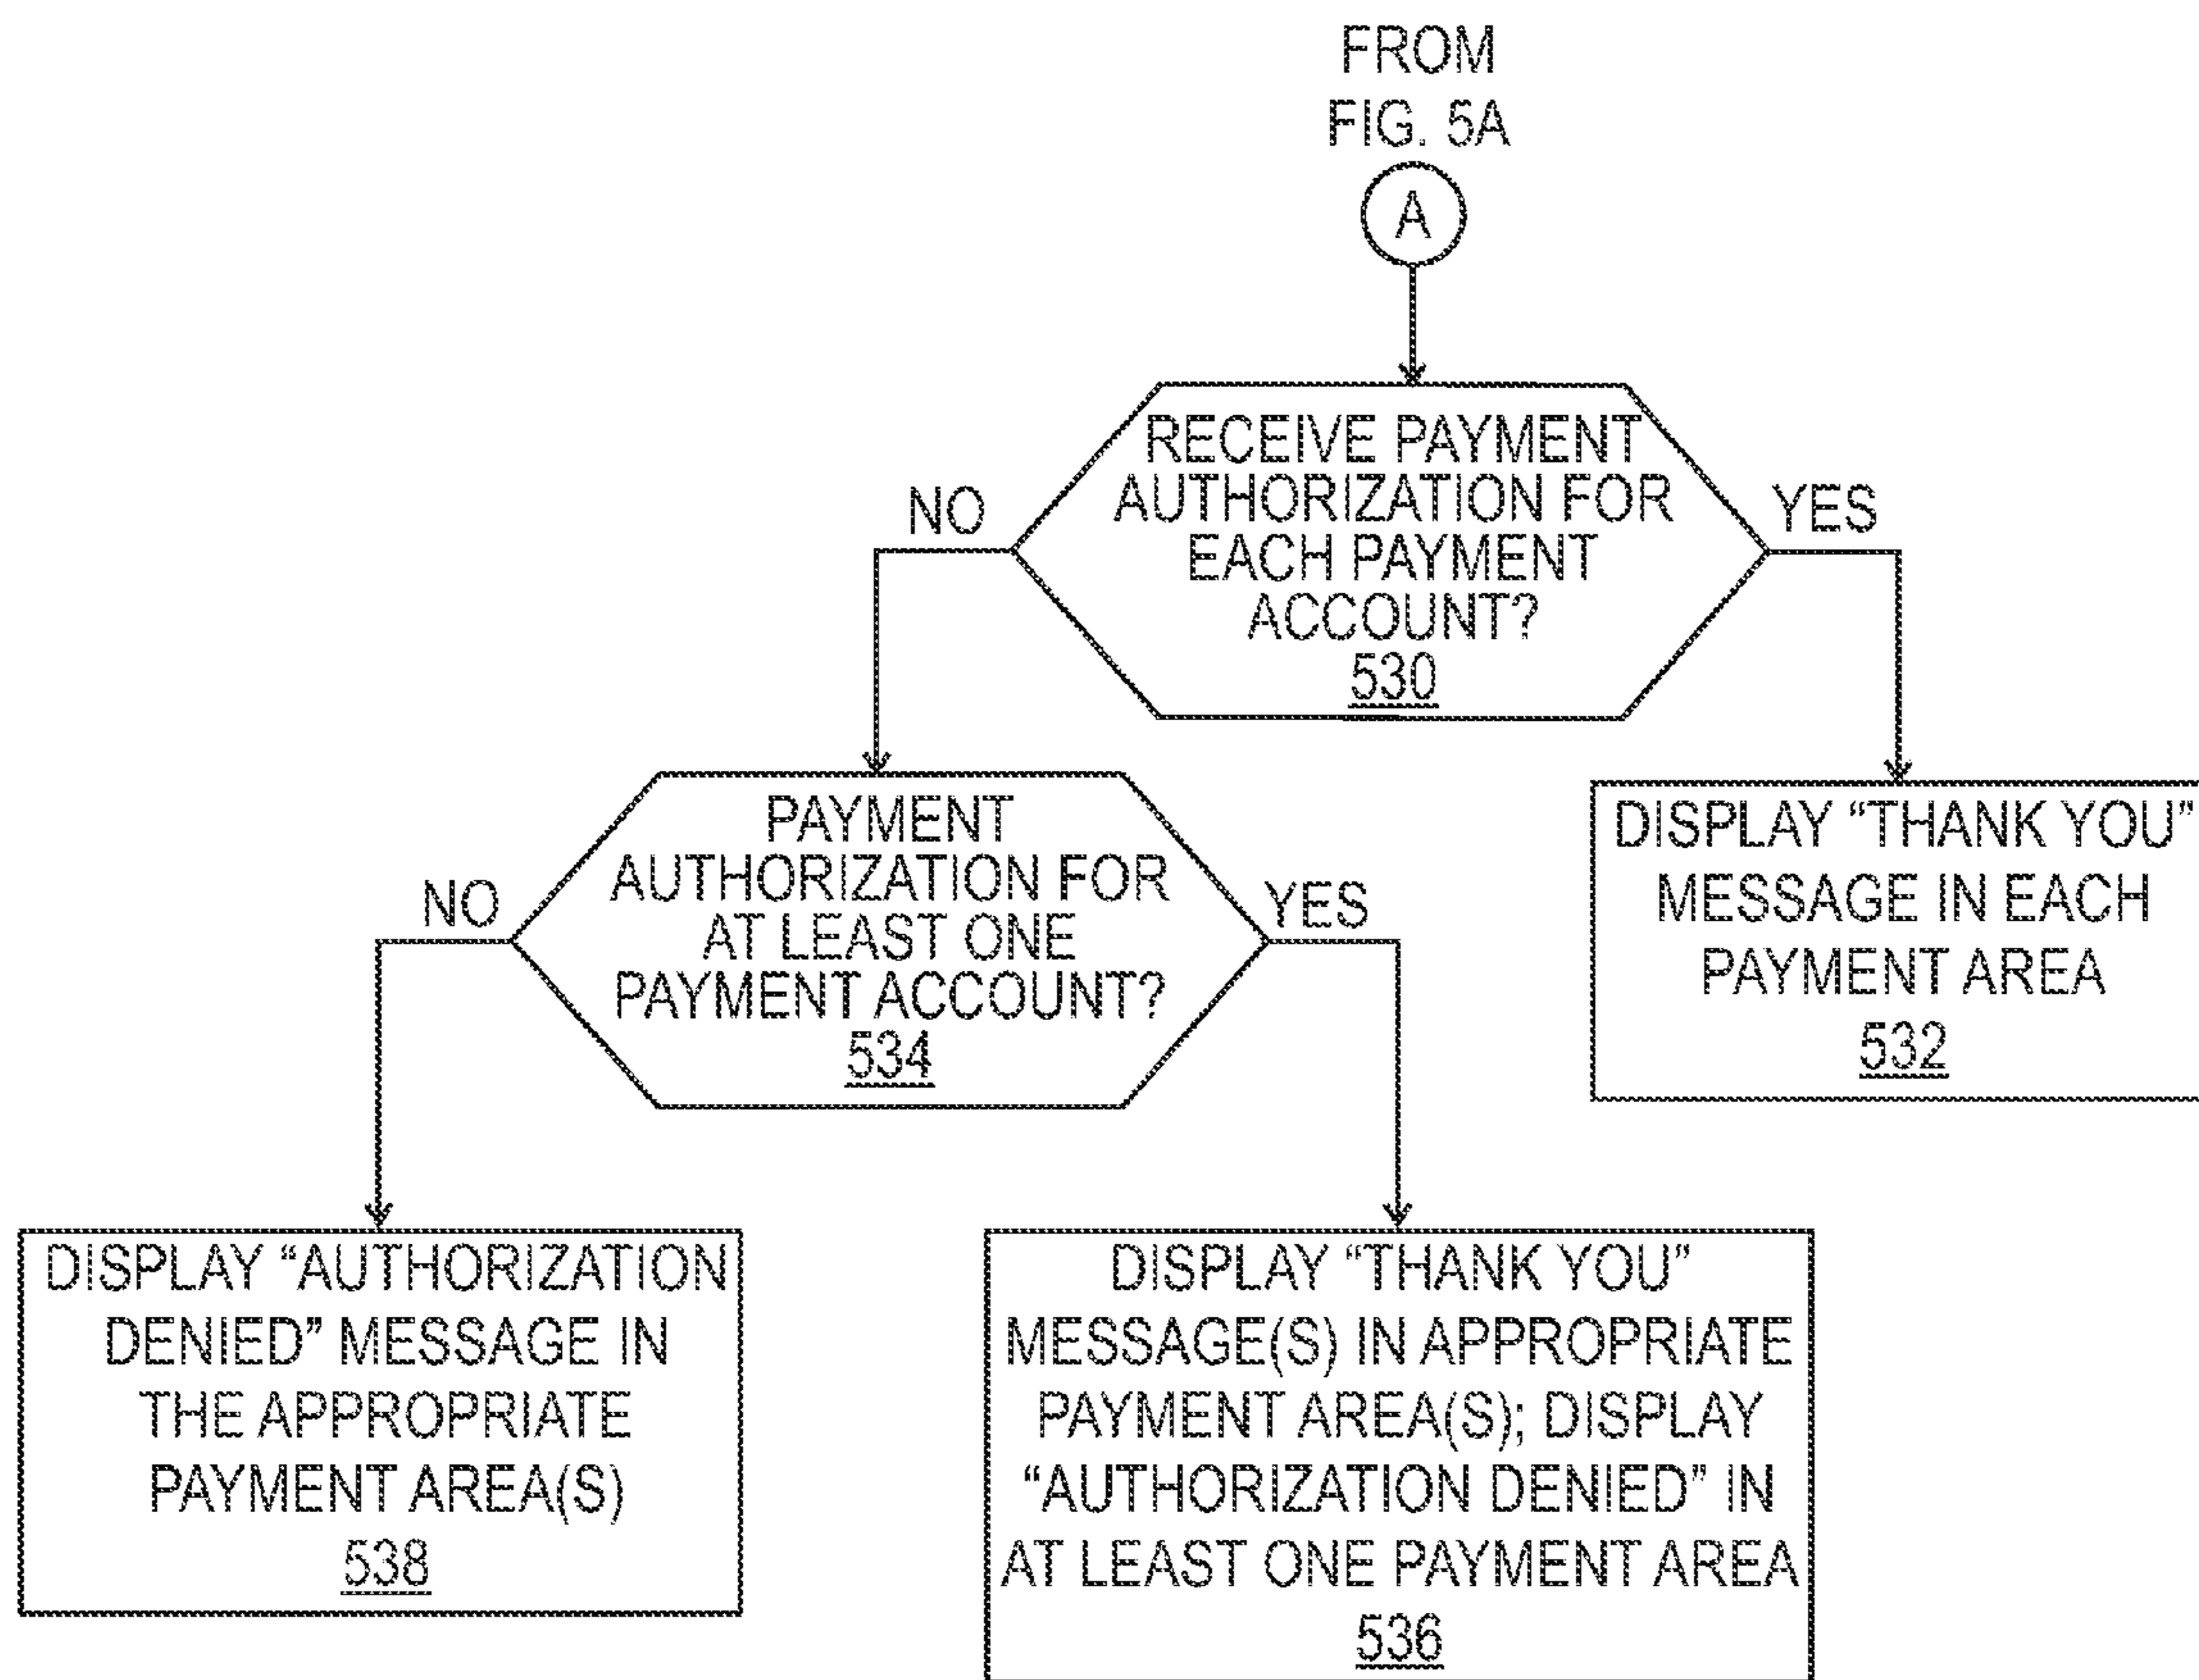 FROM
FIG. 5A
A
RECEIVE PAYMENT
AUTHORIZATION FOR
EACH PAYMENT
ACCOUNT?
530
NO
YES
PAYMENT
AUTHORIZATION FOR
AT LEAST ONE
PAYMENT ACCOUNT?
534
NO
YES
DISPLAY “THANK YOU”
MESSAGE IN EACH
PAYMENT AREA
532
DISPLAY “AUTHORIZATION
DENIED” MESSAGE IN
THE APPROPRIATE
PAYMENT AREA(S)
538
DISPLAY “THANK YOU”
MESSAGE(S) IN APPROPRIATE
PAYMENT AREA(S); DISPLAY
“AUTHORIZATION DENIED” IN
AT LEAST ONE PAYMENT AREA
536